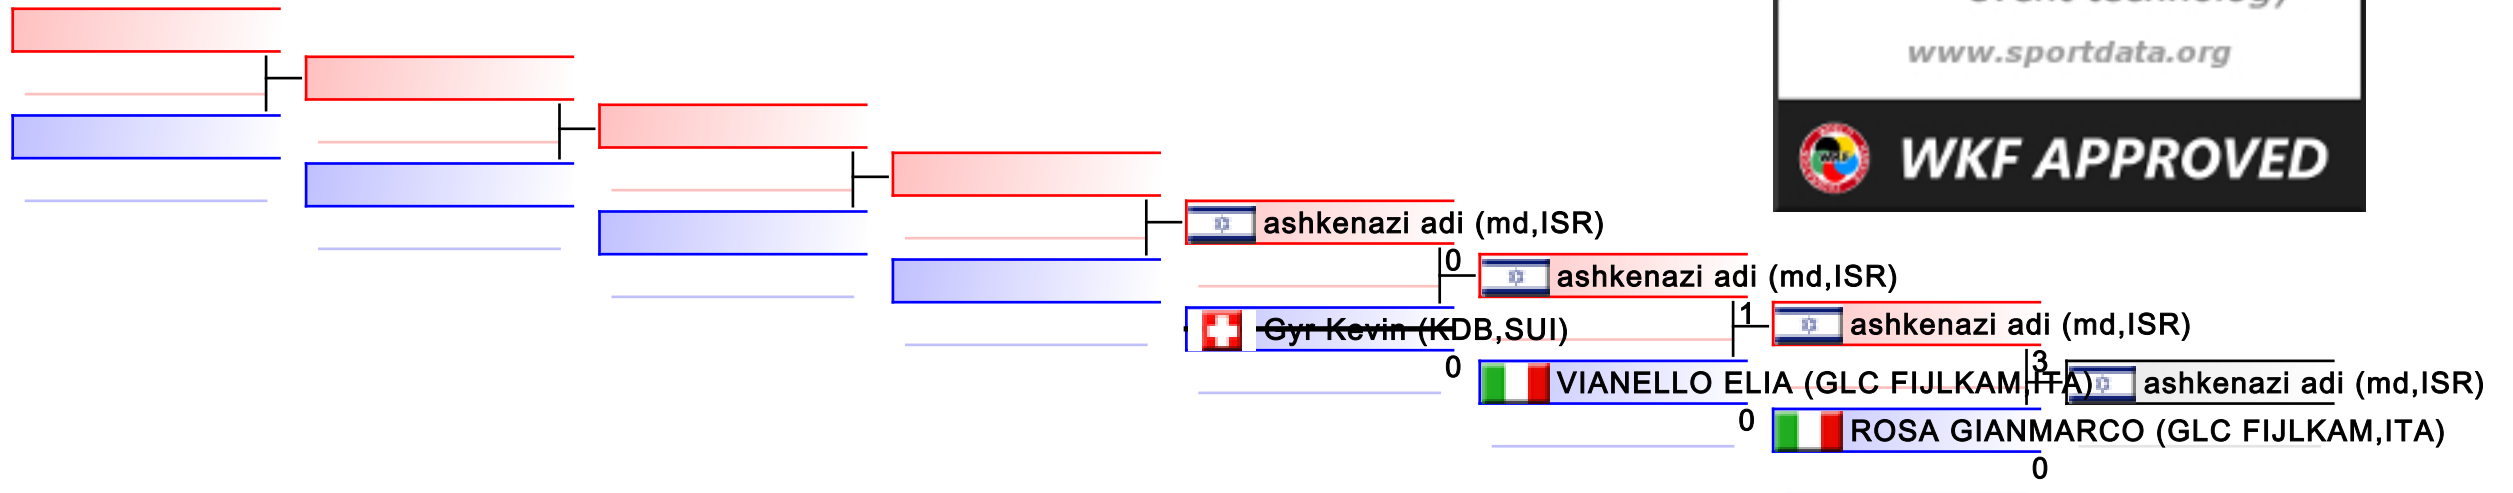 www.sportdata.org
WKF APPROVED
ashkenazi adi (md,ISR)
0
ashkenazi adi (md,ISR)
Gyr Kevin (KDB,SUI)
0
1
ashkenazi adi (md,ISR)
VIANELLO ELIA (GLC FIJLKAM,ITA)
0
3
ashkenazi adi (md,ISR)
ROSA GIANMARCO (GLC FIJLKAM,ITA)
0